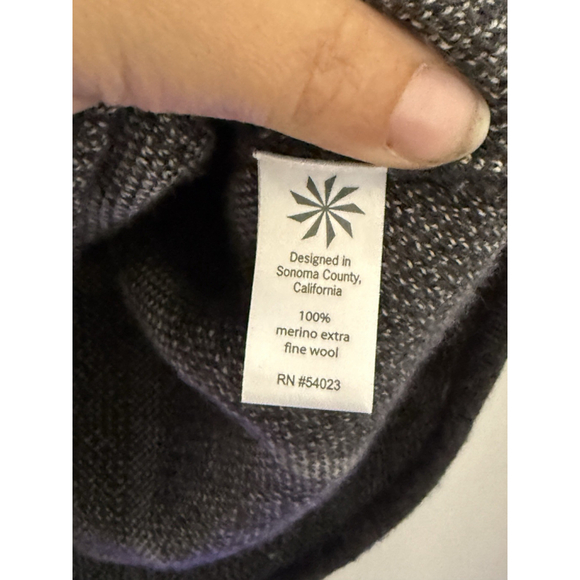 Designed in
Sonoma County,
California
100%
merino extra
fine wool
RN #54023